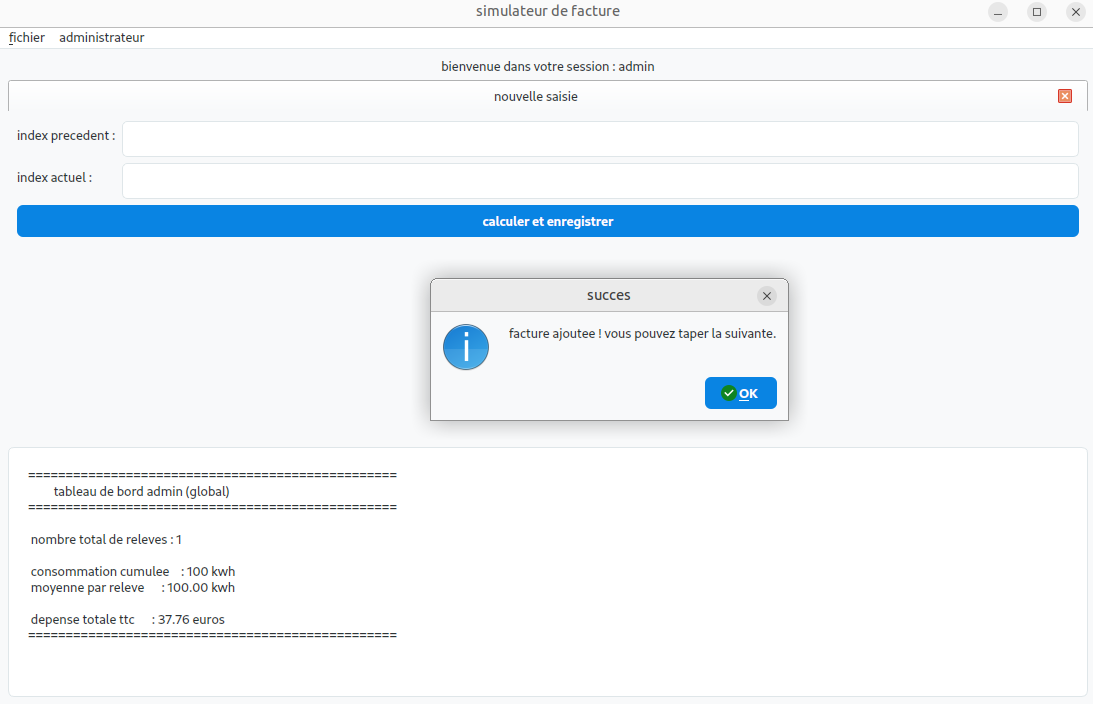 simulateur de facture
fichier administrateur
bienvenue dans votre session : admin
nouvelle saisie
index precedent :
index actuel :
calculer et enregistrer
succes
facture ajoutee ! vous pouvez taper la suivante.
OK
=================================================
tableau de bord admin (global)
=================================================
nombre total de releves : 1
consommation cumulee : 100 kwh
moyenne par releve : 100.00 kwh
depense totale ttc : 37.76 euros
=================================================